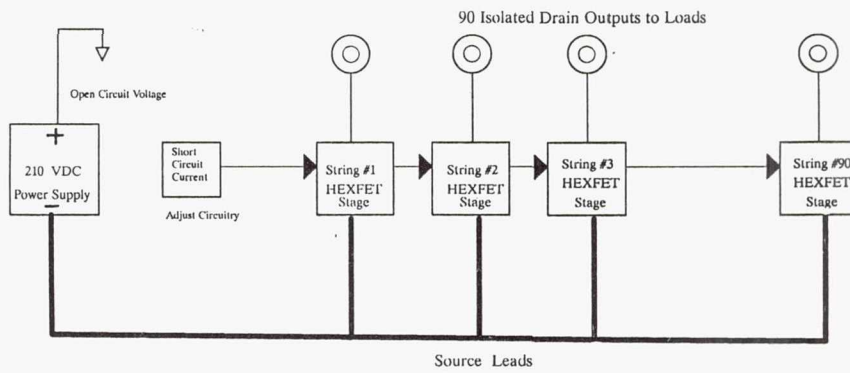 90 Isolated Drain Outputs to Loads
Open Circuit Voltage
+
210 VDC
Power Supply
−
Short
Circuit
Current
Adjust Circuitry
String #1
HEXFET
Stage
String #2
HEXFET
Stage
String #3
HEXFET
Stage
String #90
HEXFET
Stage
Source Leads